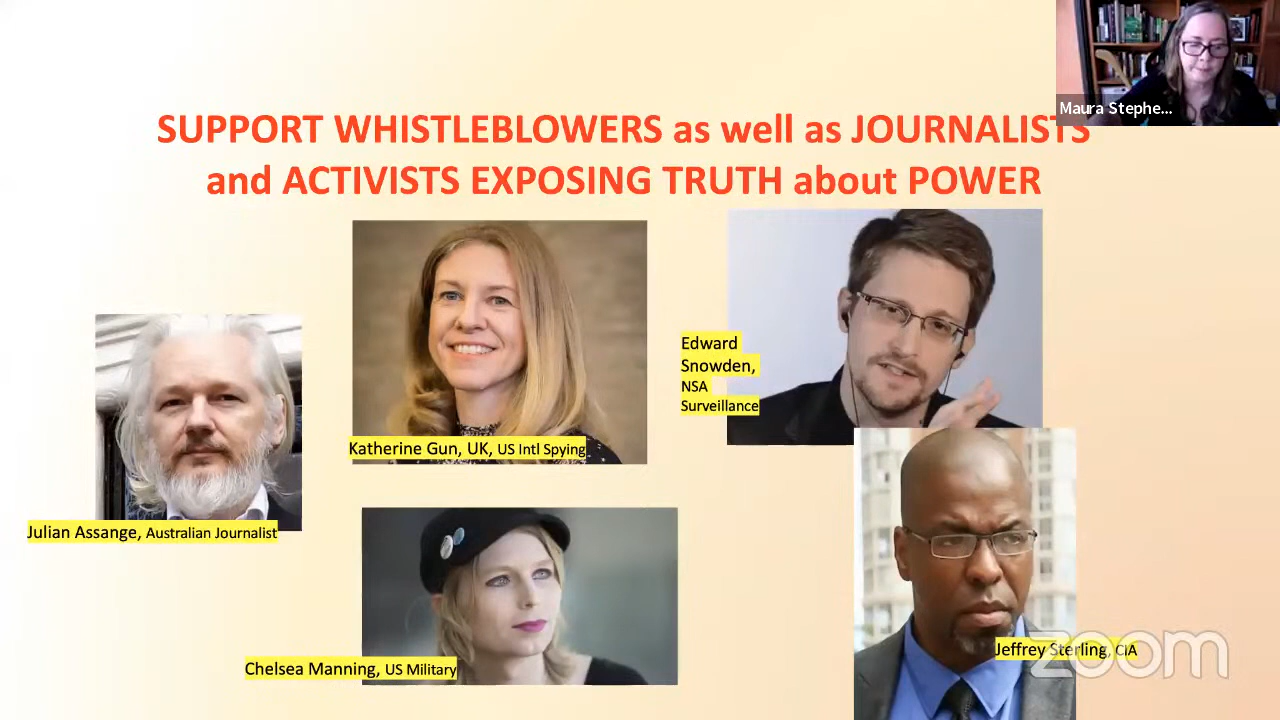 Maura Stephe...
SUPPORT WHISTLEBLOWERS as well as JOURNALISTS
and ACTIVISTS EXPOSING TRUTH about POWER
Edward
Snowden,
NSA
Surveillance
Katherine Gun, UK, US Intl Spying
Julian Assange, Australian Journalist
Chelsea Manning, US Military
Jeffrey Sterling, CIA
zoom